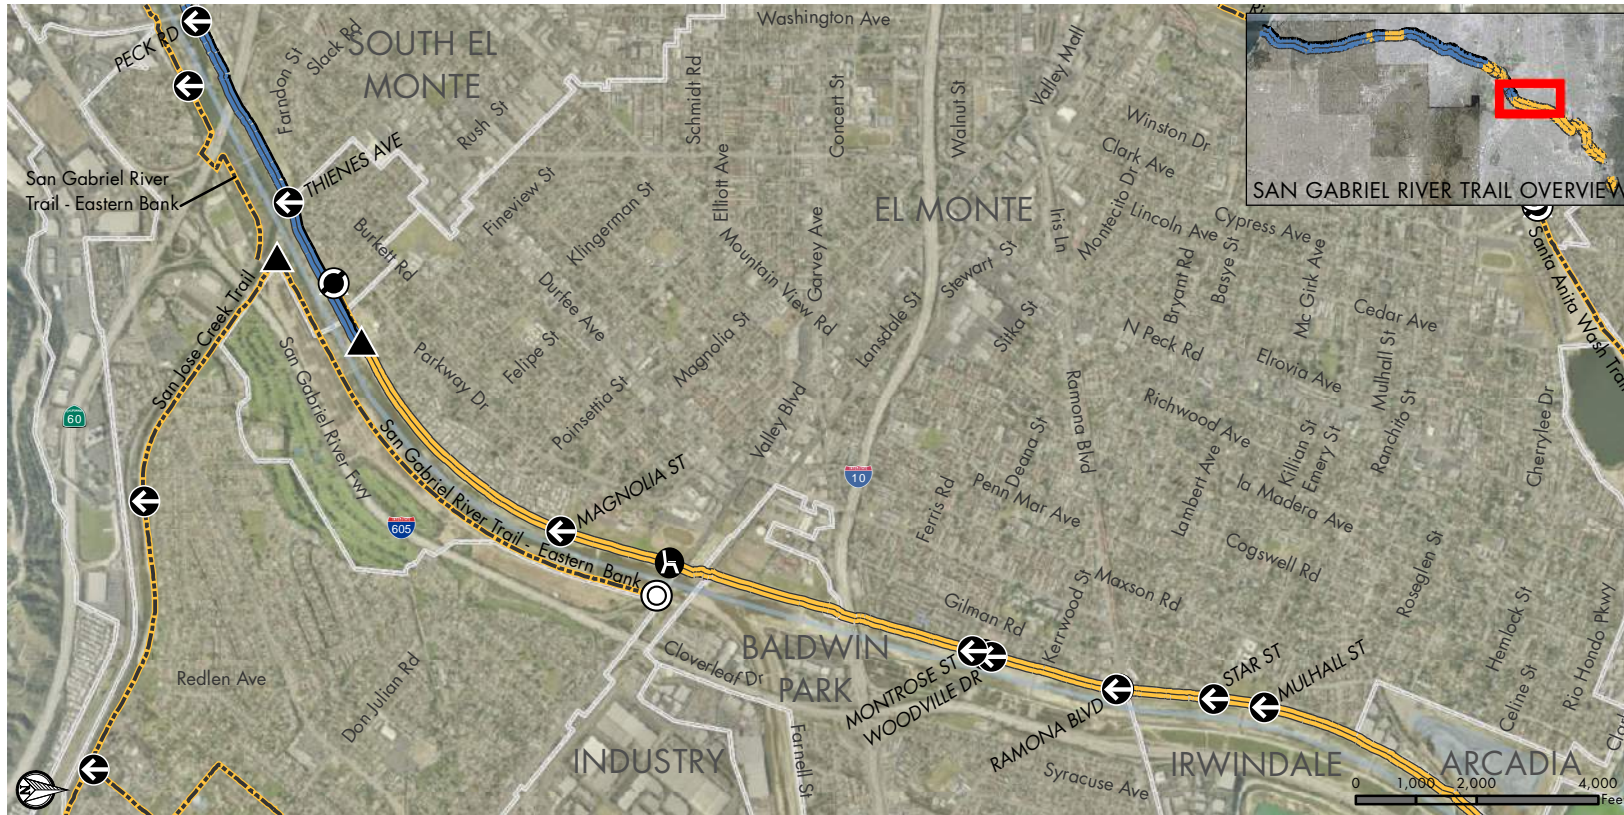 PECK RD
Slack Rd
Farndon St
SOUTH EL
MONTE
Rush St
Washington Ave
Schmidt Rd
Concert St
Walnut St
Valley Mall
Winston Dr
Clark Ave
SAN GABRIEL RIVER TRAIL OVERVIEW
San Gabriel River
Trail - Eastern Bank
THIENES AVE
Burkett Rd
Fineview St
Klingerman St
Elliott Ave
Mountain View Rd
Garvey Ave
EL MONTE
Stewart St
Iris Ln
Montecito Dr
Lincoln Ave
Cypress Ave
Bryant Rd
Basye St
McGirk Ave
Cedar Ave
Santa Anita Wash Trail
San Jose Creek Trail
San Gabriel River Fwy
Durfee Ave
Felipe St
Parkway Dr
Magnolia St
Poinsettia St
Lansdale St
Silka St
N Peck Rd
Elrovia Ave
Mulhall St
Ranchito St
Richwood Ave
60
605
10
Valley Blvd
Ramona Blvd
Deana St
Penn Mar Ave
Ferris Rd
Lambert Ave
Killian St
Emery St
la Madera Ave
Cherrylee Dr
Cogswell Rd
Roseglen St
San Gabriel River Trail - Eastern Bank
MAGNOLIA ST
Maxson Rd
Kerrwood St
Gilman Rd
Hemlock St
Celine St
Rio Hondo Pkwy
Redlen Ave
Don Julian Rd
Cloverleaf Dr
BALDWIN
PARK
MONTROSE ST
WOODVILLE DR
RAMONA BLVD
STAR ST
MULHALL ST
INDUSTRY
Farnell St
Syracuse Ave
IRWINDALE
ARCADIA
0 1,000 2,000 4,000
Fee